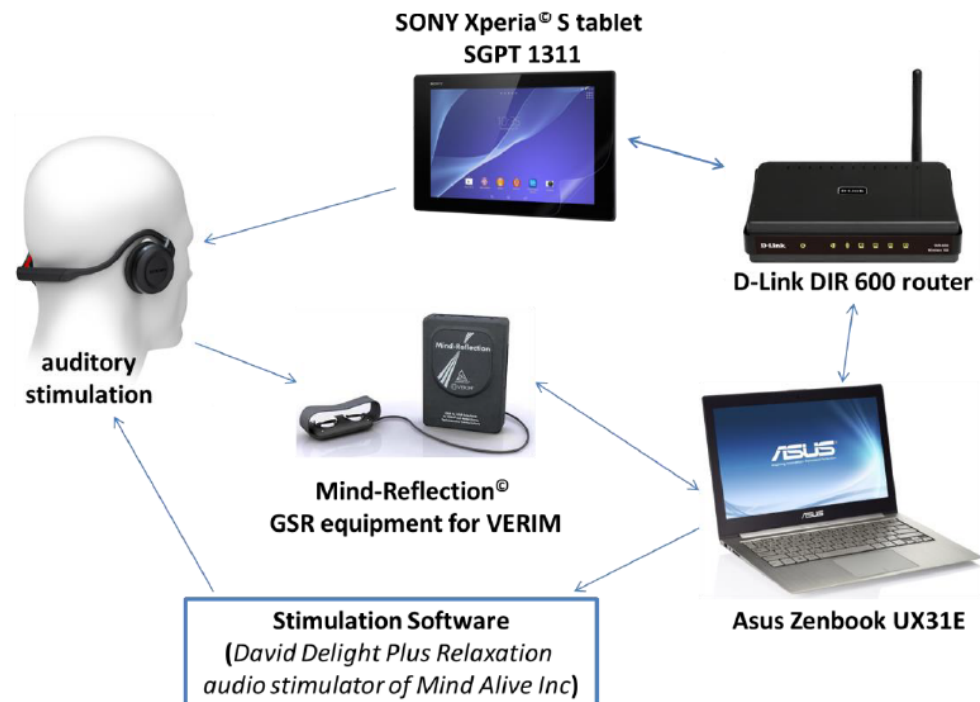 SONY Xperia© S tablet
SGPT 1311
D-Link
D-Link DIR 600 router
auditory
stimulation
Mind-Reflection
VERIM
Mind-Reflection©
GSR equipment for VERIM
ASUS
ASUS
Asus Zenbook UX31E
Stimulation Software
(David Delight Plus Relaxation
audio stimulator of Mind Alive Inc)